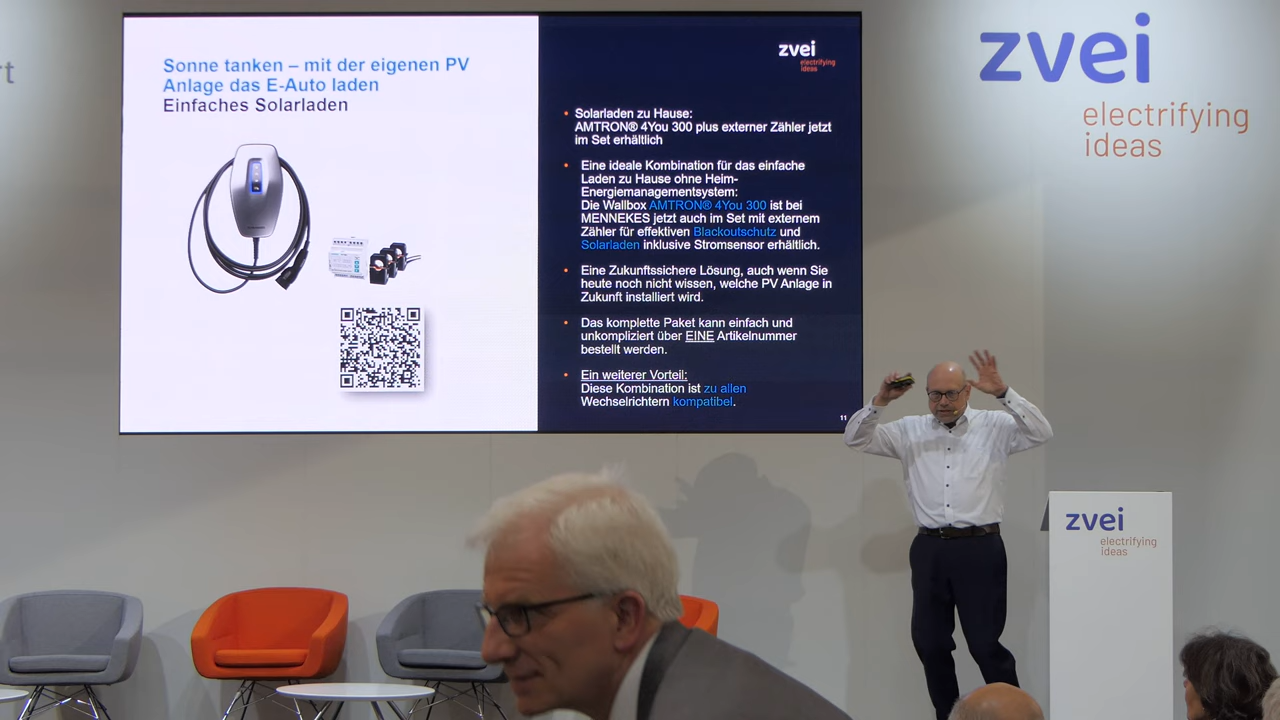 rt
Sonne tanken – mit der eigenen PV
Anlage das E-Auto laden
Einfaches Solarladen
zvei
electrifying
ideas
• Solarladen zu Hause:
AMTRON® 4You 300 plus externer Zähler jetzt
im Set erhältlich
• Eine ideale Kombination für das einfache
Laden zu Hause ohne Heim-
Energiemanagementsystem:
Die Wallbox AMTRON® 4You 300 ist bei
MENNEKES jetzt auch im Set mit externem
Zähler für effektiven Blackoutschutz und
Solarladen inklusive Stromsensor erhältlich.
• Eine Zukunftssichere Lösung, auch wenn Sie
heute noch nicht wissen, welche PV Anlage in
Zukunft installiert wird.
• Das komplette Paket kann einfach und
unkompliziert über EINE Artikelnummer
bestellt werden.
• Ein weiterer Vorteil:
Diese Kombination ist zu allen
Wechselrichtern kompatibel.
11
zvei
electrifying
ideas
zvei
electrifying
ideas